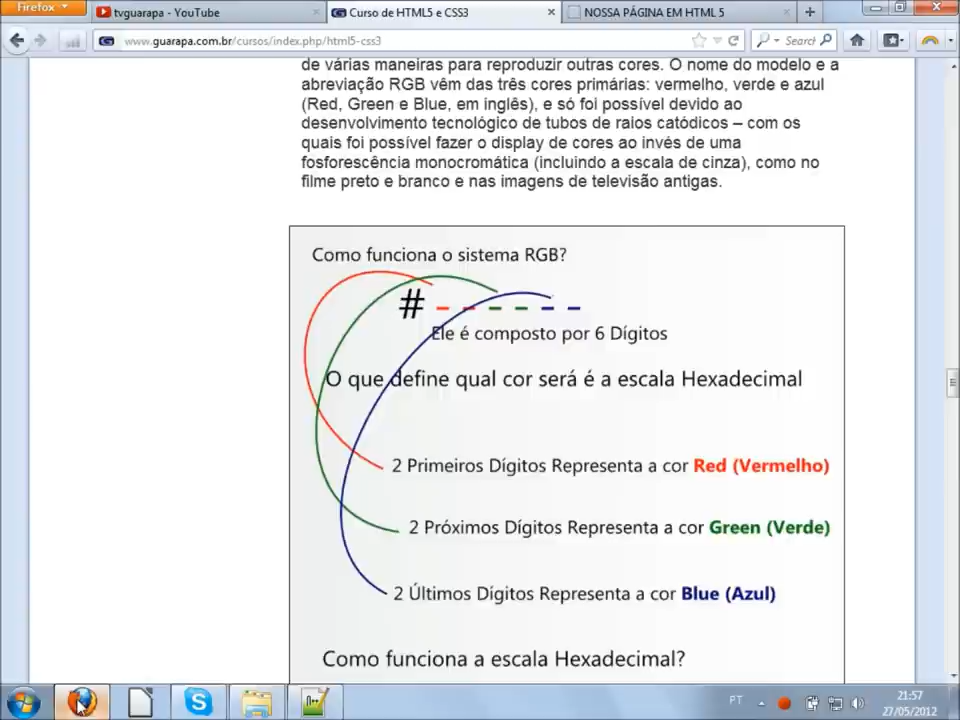 Firefox
tvguarapa - YouTube
Curso de HTML5 e CSS3
NOSSA PÁGINA EM HTML 5
www.guarapa.com.br/cursos/index.php/html5-css3
Search
de várias maneiras para reproduzir outras cores. O nome do modelo e a
abreviação RGB vêm das três cores primárias: vermelho, verde e azul
(Red, Green e Blue, em inglês), e só foi possível devido ao
desenvolvimento tecnológico de tubos de raios catódicos – com os
quais foi possível fazer o display de cores ao invés de uma
fosforescência monocromática (incluindo a escala de cinza), como no
filme preto e branco e nas imagens de televisão antigas.
Como funciona o sistema RGB?
# _ _ _ _ _ _
Ele é composto por 6 Dígitos
O que define qual cor será é a escala Hexadecimal
2 Primeiros Dígitos Representa a cor Red (Vermelho)
2 Próximos Dígitos Representa a cor Green (Verde)
2 Últimos Dígitos Representa a cor Blue (Azul)
Como funciona a escala Hexadecimal?
PT
21:57
27/05/2012